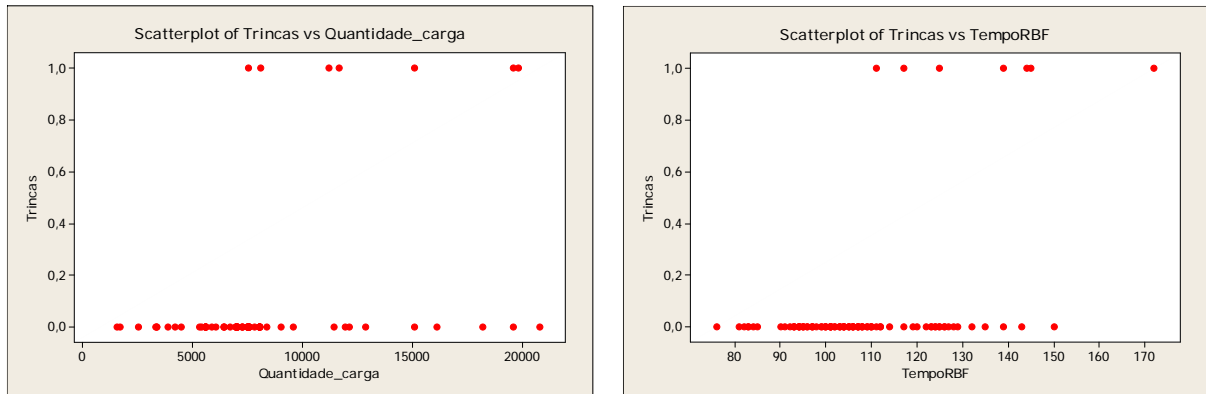 Scatterplot of Trincas vs Quantidade_carga
1,0
0,8
0,6
0,4
0,2
0,0
Trincas
0 5000 10000 15000 20000
Quantidade_carga
Scatterplot of Trincas vs TempoRBF
1,0
0,8
0,6
0,4
0,2
0,0
Trincas
80 90 100 110 120 130 140 150 160 170
TempoRBF